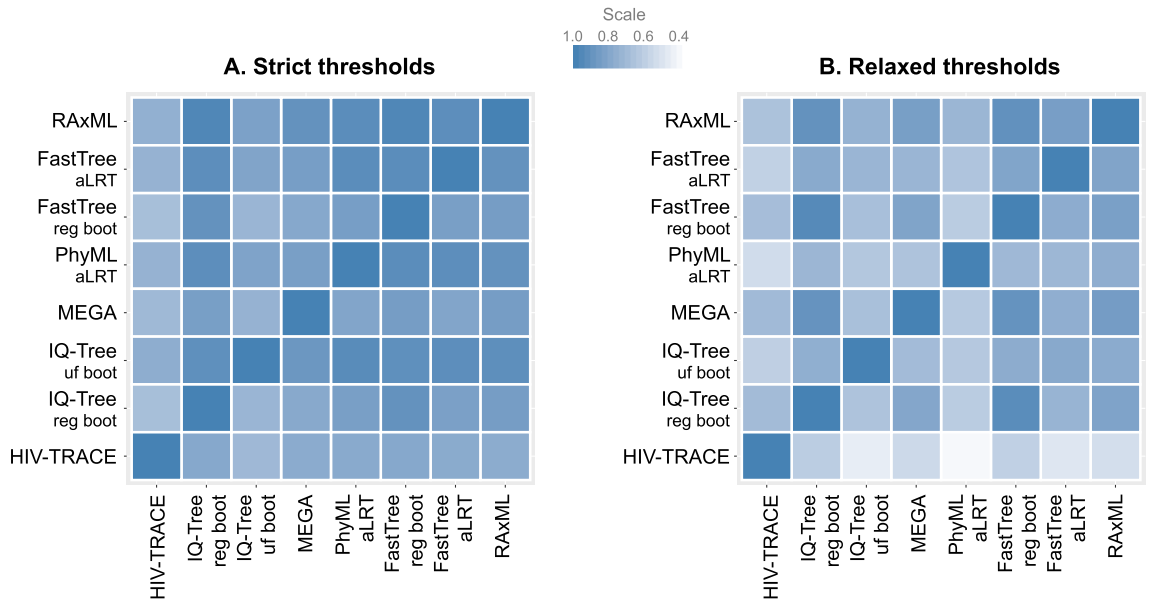 Scale
1.0 0.8 0.6 0.4
A. Strict thresholds
RAxML
FastTree
aLRT
FastTree
reg boot
PhyML
aLRT
MEGA
IQ-Tree
uf boot
IQ-Tree
reg boot
HIV-TRACE
HIV-TRACE
IQ-Tree
reg boot
IQ-Tree
uf boot
MEGA
PhyML
aLRT
FastTree
reg boot
FastTree
aLRT
RAxML
B. Relaxed thresholds
RAxML
FastTree
aLRT
FastTree
reg boot
PhyML
aLRT
MEGA
IQ-Tree
uf boot
IQ-Tree
reg boot
HIV-TRACE
HIV-TRACE
IQ-Tree
reg boot
IQ-Tree
uf boot
MEGA
PhyML
aLRT
FastTree
reg boot
FastTree
aLRT
RAxML